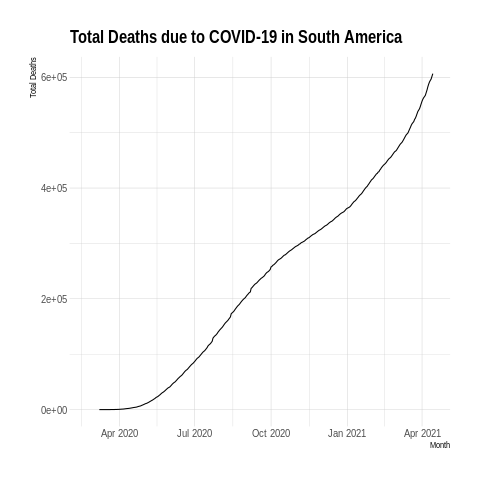 Total Deaths due to COVID-19 in South America
Total Deaths
6e+05
4e+05
2e+05
0e+00
Apr 2020 Jul 2020 Oct 2020 Jan 2021 Apr 2021
Month